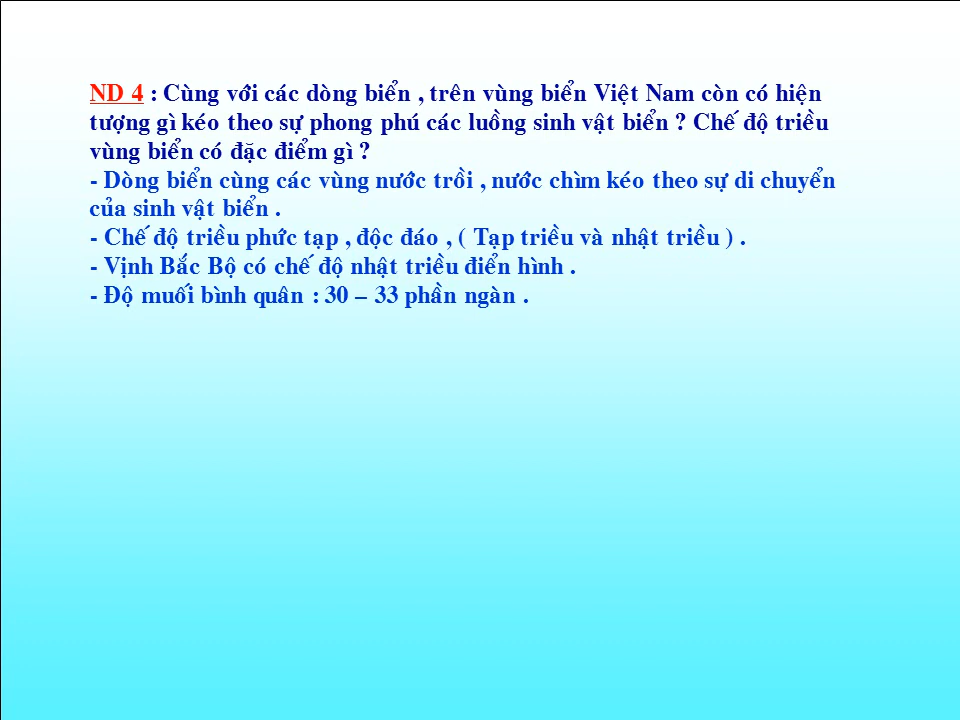 ND 4 : Cùng với các dòng biển , trên vùng biển Việt Nam còn có hiện
tượng gì kéo theo sự phong phú các luồng sinh vật biển ? Chế độ triều
vùng biển có đặc điểm gì ?
- Dòng biển cùng các vùng nước trồi , nước chìm kéo theo sự di chuyển
của sinh vật biển .
- Chế độ triều phức tạp , độc đáo , ( Tạp triều và nhật triều ) .
- Vịnh Bắc Bộ có chế độ nhật triều điển hình .
- Độ muối bình quân : 30 – 33 phần ngàn .